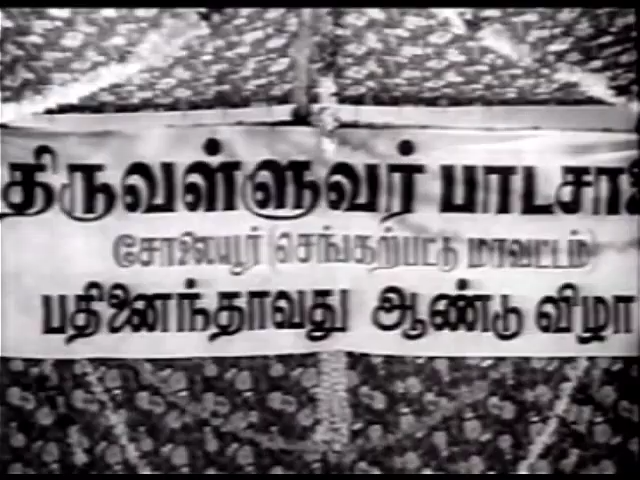 திருவள்ளுவர் பாடசாலை
சோலையூர் (செங்கற்பட்டு மாவட்டம்)
பதினைந்தாவது ஆண்டு விழா